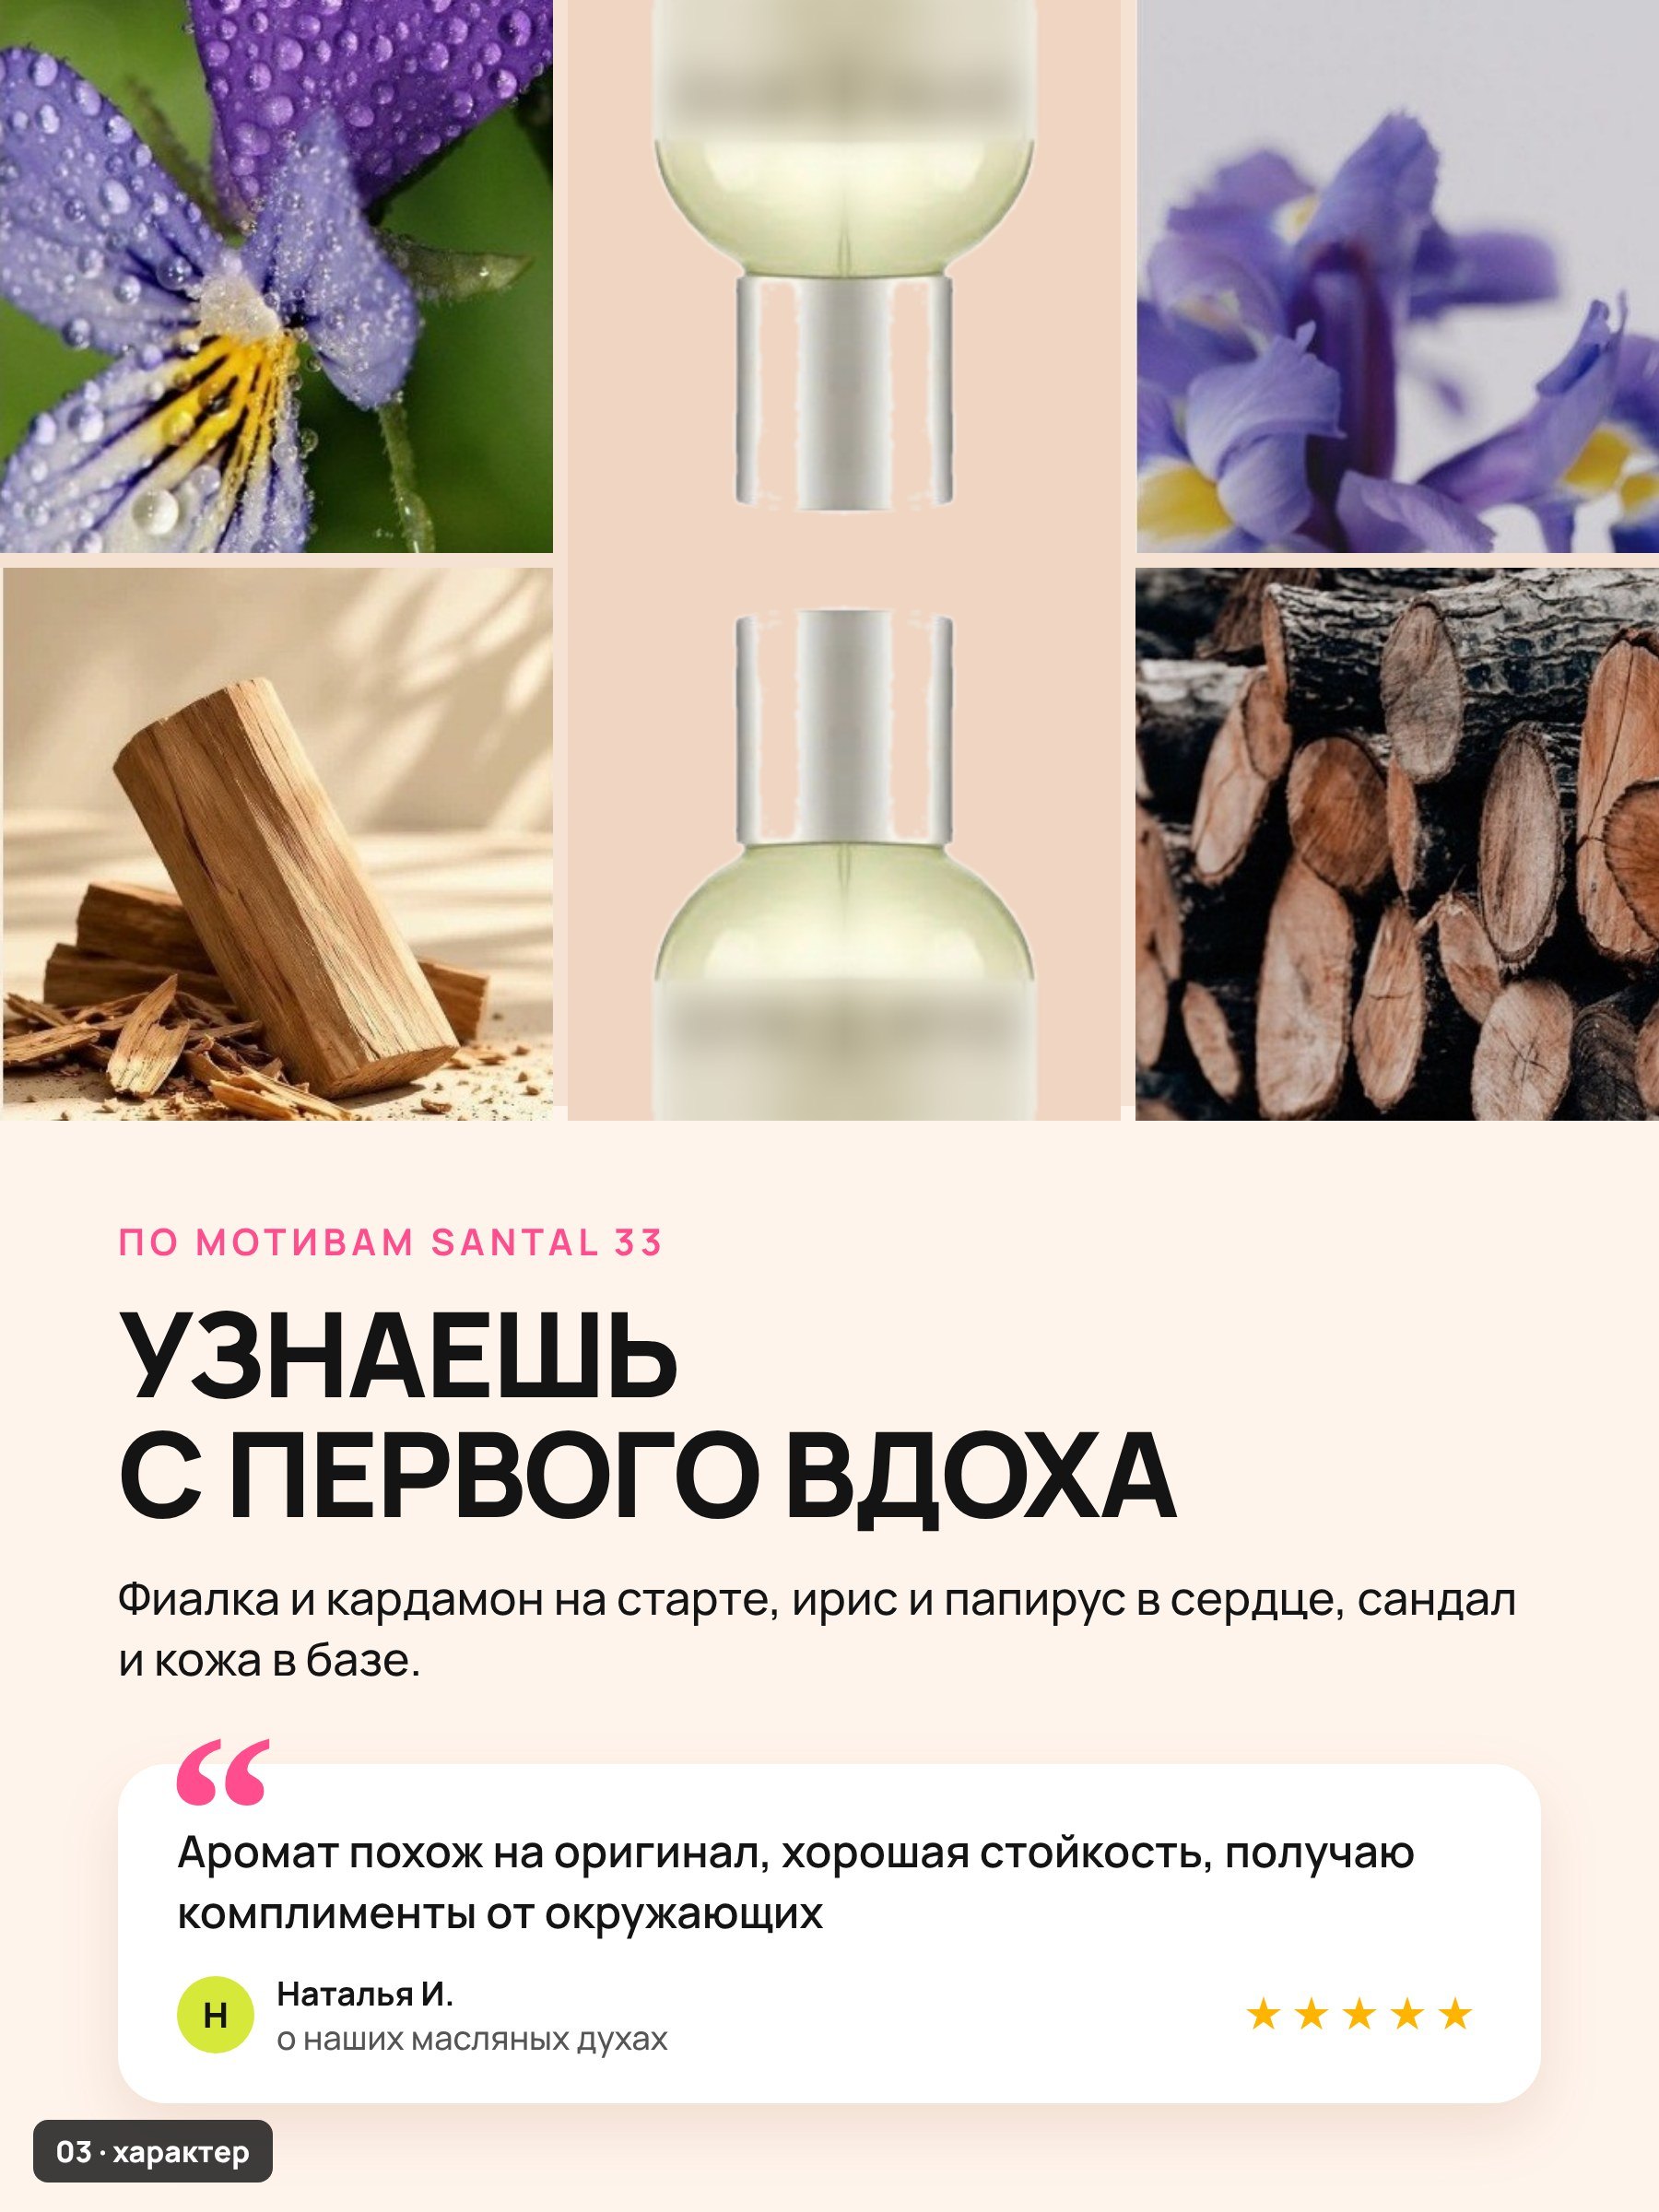 ПО МОТИВАМ SANTAL 33
УЗНАЕШЬ
С ПЕРВОГО ВДОХА
Фиалка и кардамон на старте, ирис и папирус в сердце, сандал
и кожа в базе.
“
Аромат похож на оригинал, хорошая стойкость, получаю
комплименты от окружающих
Н
Наталья И.
о наших масляных духах
★★★★★
03 · характер